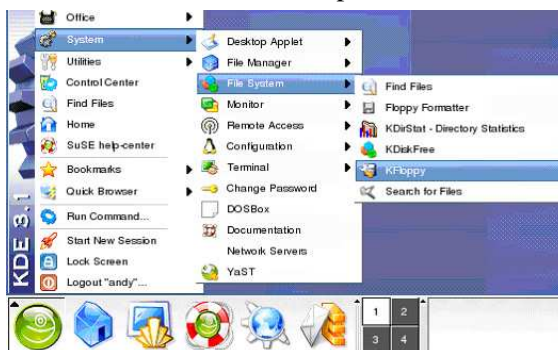 Office
System
Utilities
Control Center
Find Files
Home
SuSE help-center
Bookmarks
Quick Browser
Run Command...
Start New Session
Lock Screen
Logout "andy"...
KDE 3.1
Desktop Applet
File Manager
File System
Monitor
Remote Access
Configuration
Terminal
Change Password
DOSBox
Documentation
Network Servers
YaST
Find Files
Floppy Formatter
KDirStat - Directory Statistics
KDiskFree
KFloppy
Search for Files
1 2
3 4